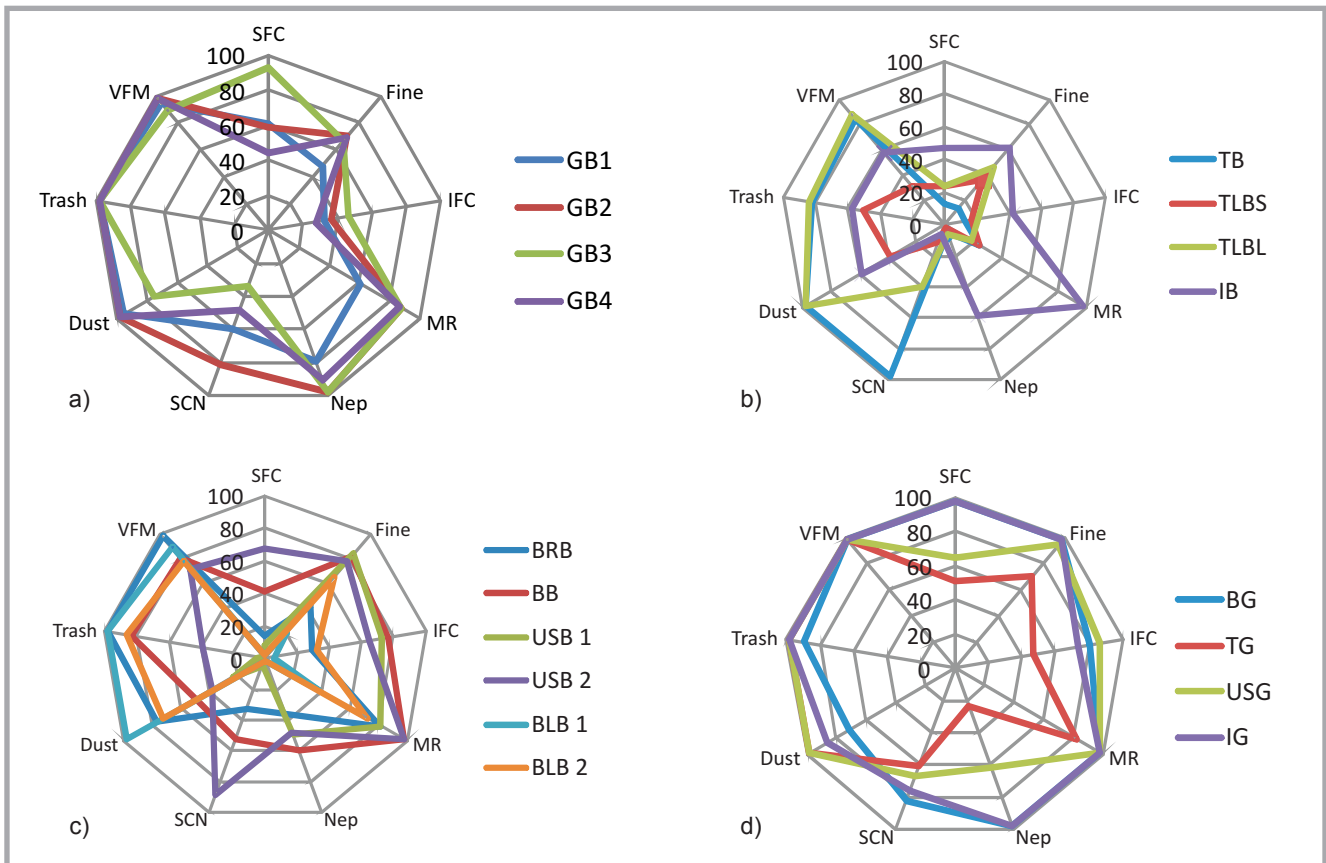 SFC
100
80
60
40
20
0
Fine
IFC
MR
Nep
SCN
Dust
Trash
VFM
GB1
GB2
GB3
GB4
a)
SFC
100
80
60
40
20
0
Fine
IFC
MR
Nep
SCN
Dust
Trash
VFM
TB
TLBS
TLBL
IB
b)
SFC
100
80
60
40
20
0
Fine
IFC
MR
Nep
SCN
Dust
Trash
VFM
BRB
BB
USB 1
USB 2
BLB 1
BLB 2
c)
SFC
100
80
60
40
20
0
Fine
IFC
MR
Nep
SCN
Dust
Trash
VFM
BG
TG
USG
IG
d)